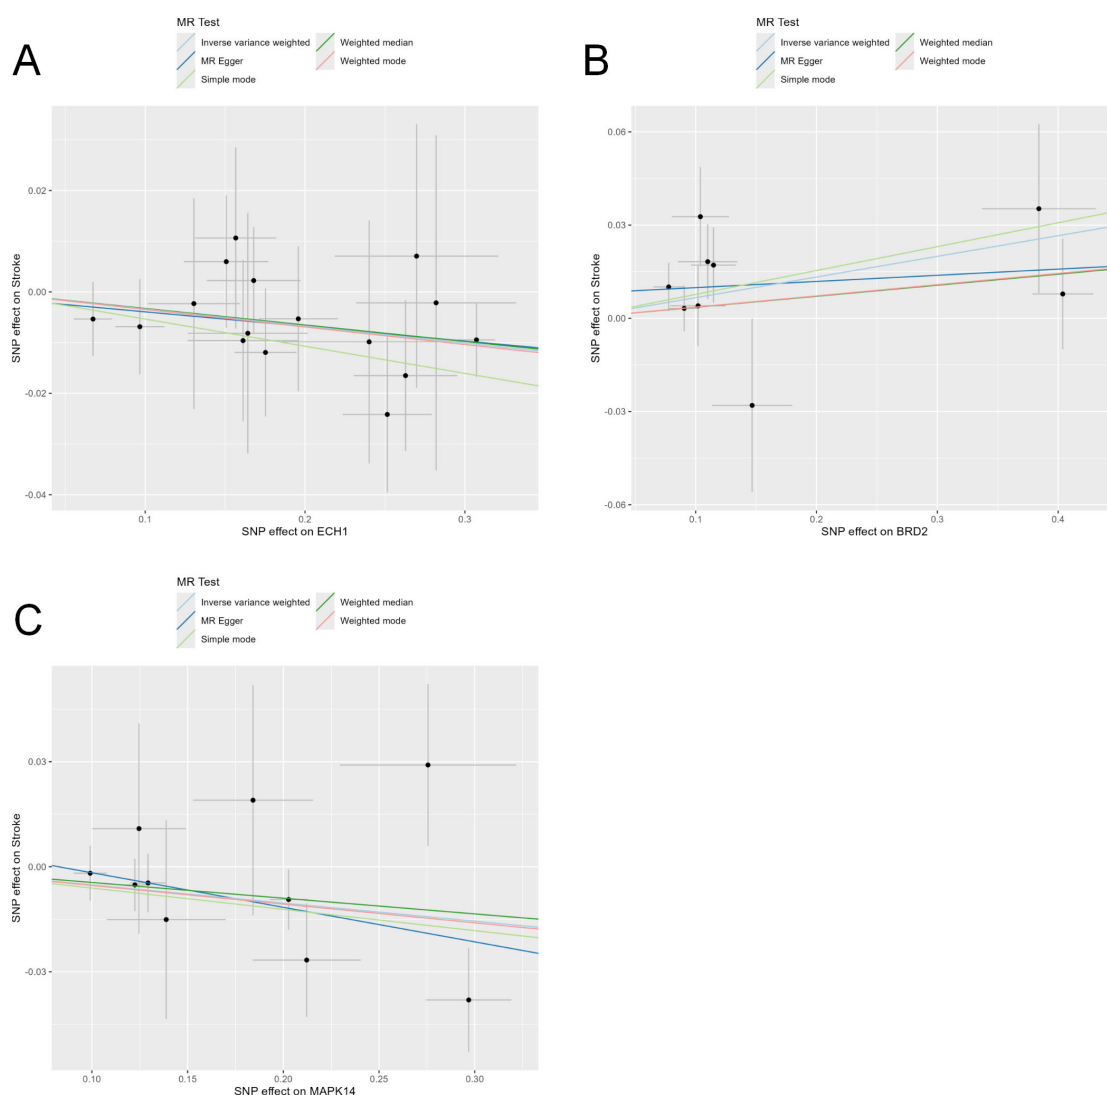 A
MR Test
Inverse variance weighted Weighted median
MR Egger Weighted mode
Simple mode
0.02
0.00
-0.02
-0.04
SNP effect on Stroke
0.1 0.2 0.3
SNP effect on ECH1
B
MR Test
Inverse variance weighted Weighted median
MR Egger Weighted mode
Simple mode
0.06
0.03
0.00
-0.03
-0.06
SNP effect on Stroke
0.1 0.2 0.3 0.4
SNP effect on BRD2
C
MR Test
Inverse variance weighted Weighted median
MR Egger Weighted mode
Simple mode
0.03
0.00
-0.03
SNP effect on Stroke
0.10 0.15 0.20 0.25 0.30
SNP effect on MAPK14